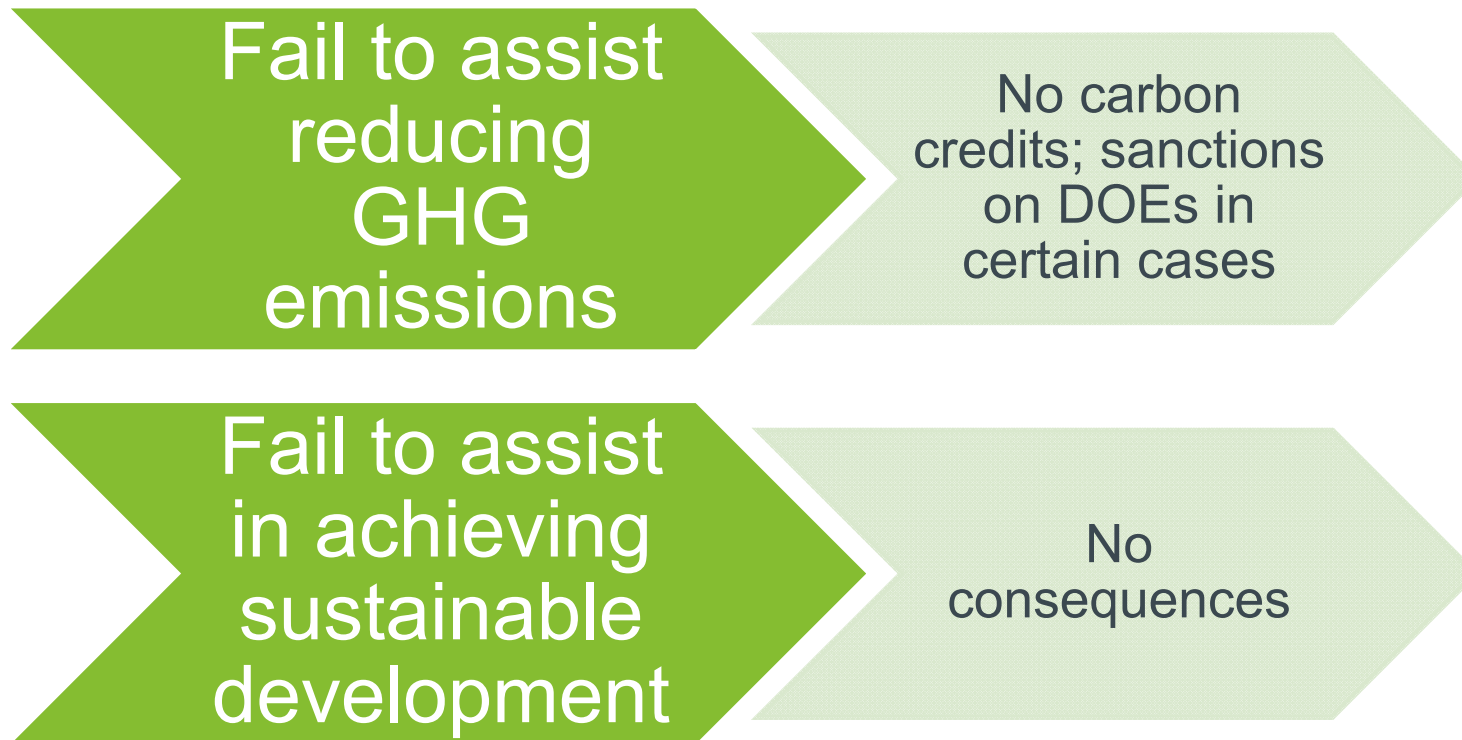 Fail to assist
reducing
GHG
emissions
No carbon
credits; sanctions
on DOEs in
certain cases
Fail to assist
in achieving
sustainable
development
No
consequences